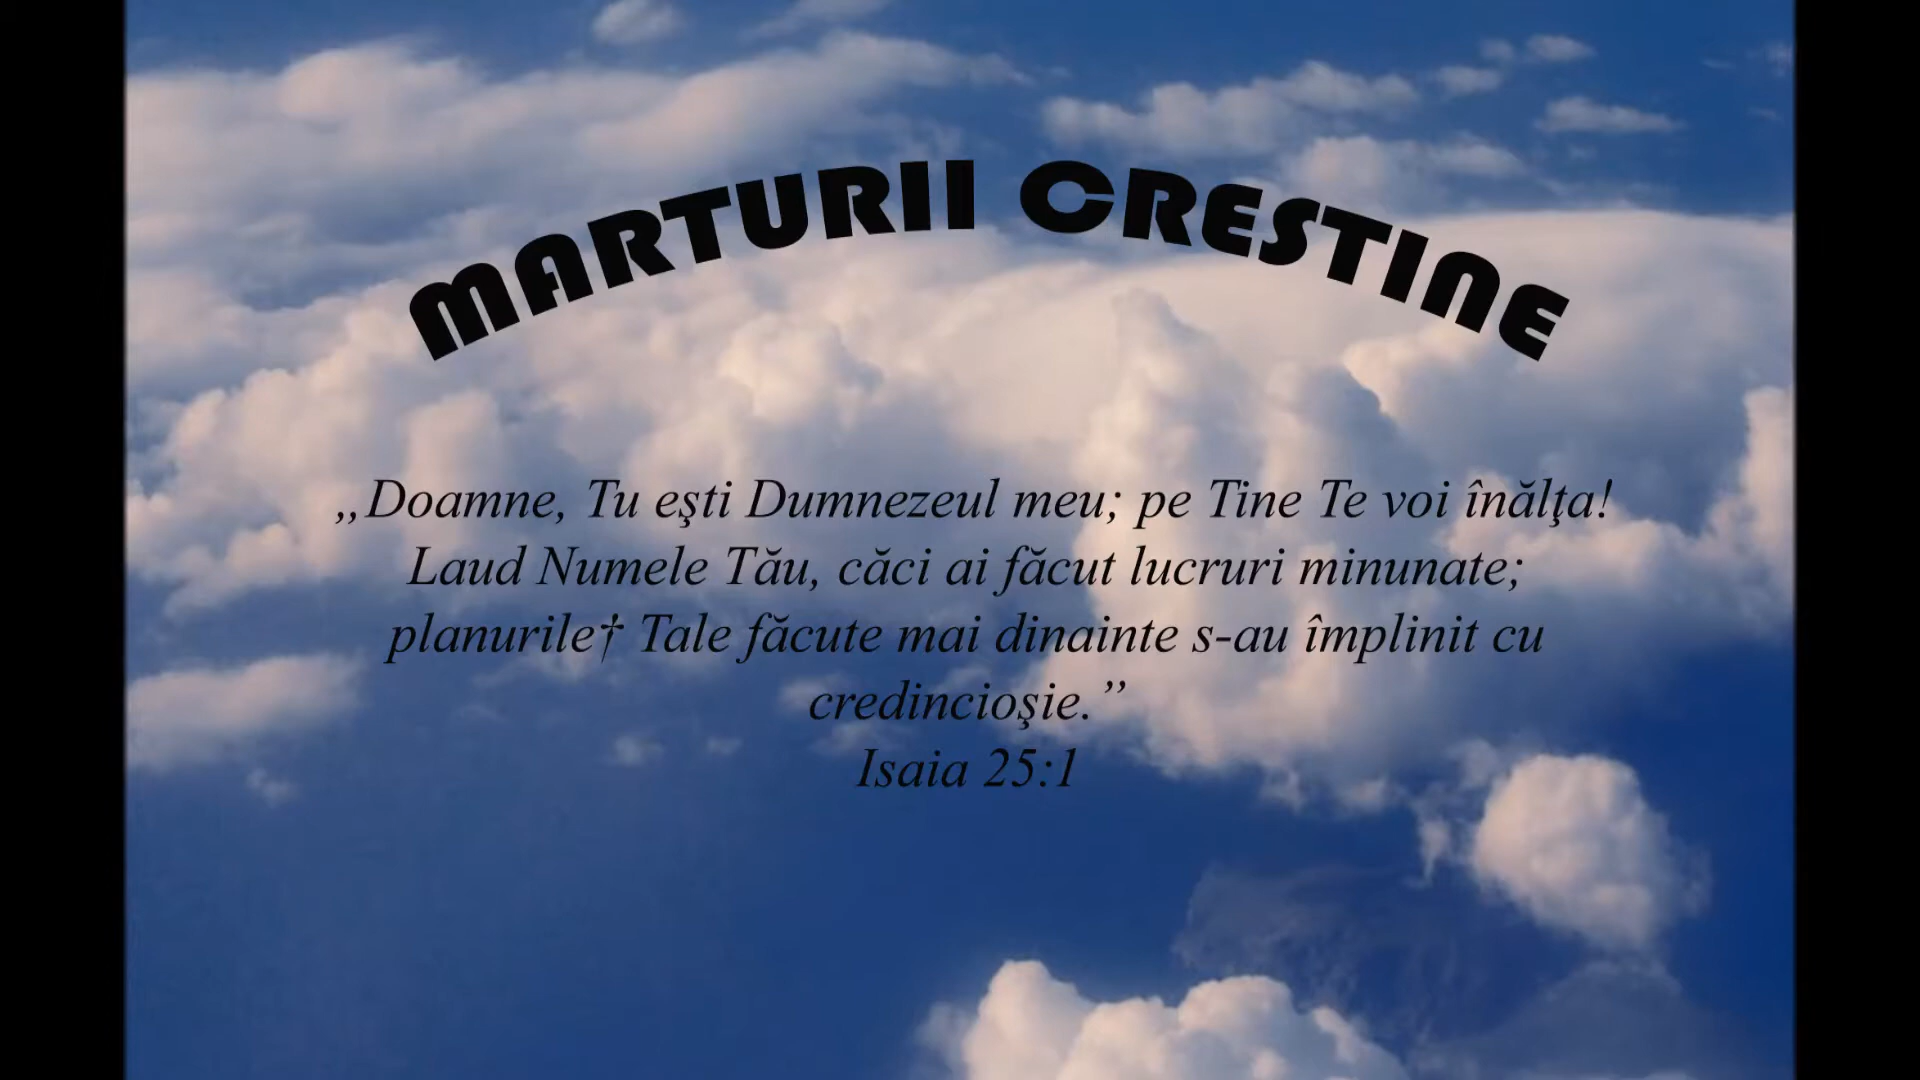 MARTURII CRESTINE
„Doamne, Tu eşti Dumnezeul meu; pe Tine Te voi înălţa!
Laud Numele Tău, căci ai făcut lucruri minunate;
planurile† Tale făcute mai dinainte s-au împlinit cu
credincioşie.”
Isaia 25:1